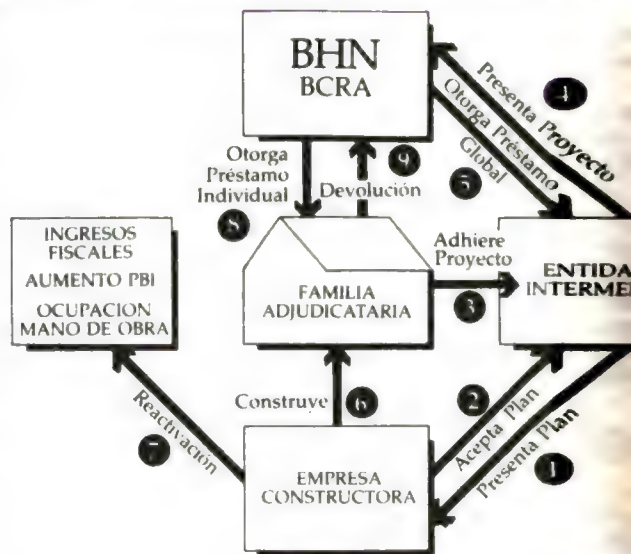 BHN
BCRA
Presenta Proyecto
4
Otorga Préstamo
Global
5
Otorga
Préstamo
Individual
8
Devolución
9
INGRESOS
FISCALES
AUMENTO PBI
OCUPACION
MANO DE OBRA
FAMILIA
ADJUDICATARIA
Adhiere
Proyecto
3
Construye
6
2
Acepta Plan
Presenta Plan
1
Reactivación
7
EMPRESA
CONSTRUCTORA